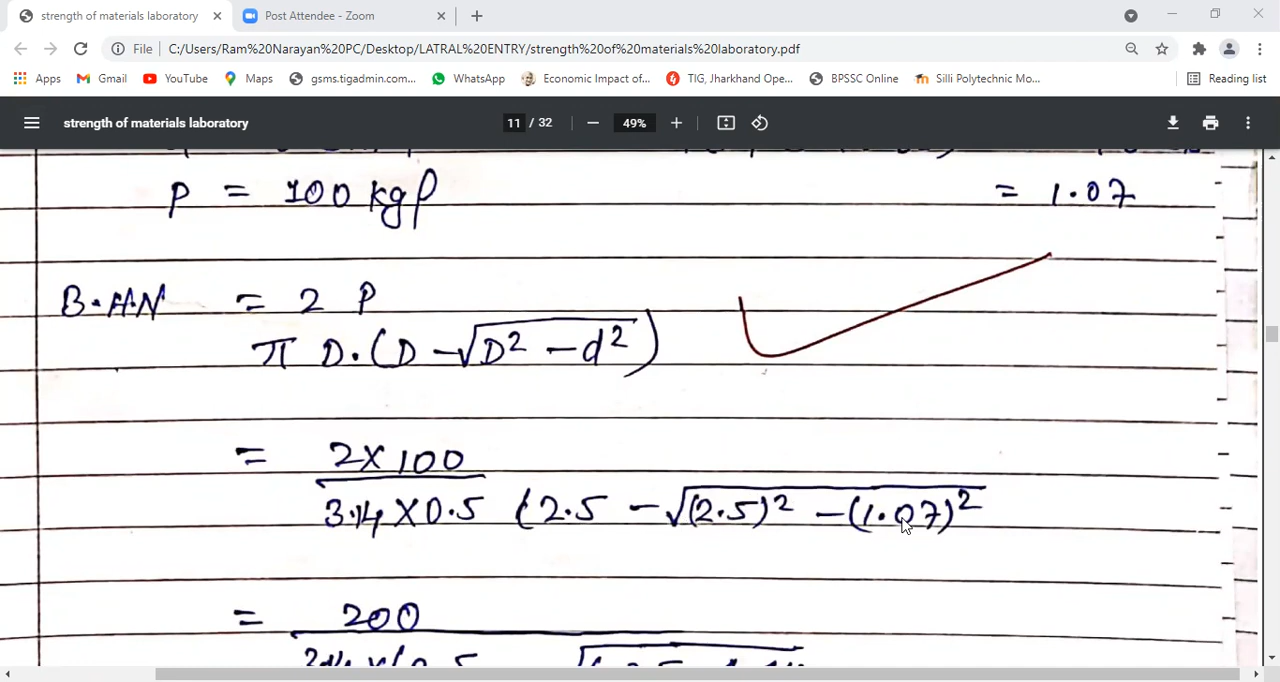 strength of materials laboratory
Post Attendee - Zoom
File C:/Users/Ram%20Narayan%20PC/Desktop/LATRAL%20ENTRY/strength%20of%20materials%20laboratory.pdf
Apps Gmail YouTube Maps gsms.tigadmin.com... WhatsApp Economic Impact of... TIG, Jharkhand Ope... BPSSC Online Silli Polytechnic Mo... Reading list
strength of materials laboratory 11 / 32 49%
P = 100 kgf = 1.07
B.H.N = 2 P
π D.(D - √D² - d²)
= 2X100
3.14 X 0.5 (2.5 - √(2.5)² - (1.07)²
= 200